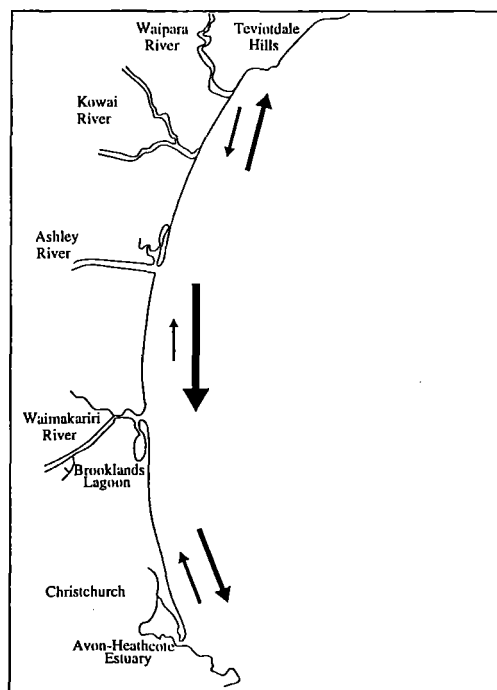 Waipara
River
Teviotdale
Hills
Kowai
River
Ashley
River
Waimakariri
River
Brooklands
Lagoon
Christchurch
Avon-Heathcote
Estuary